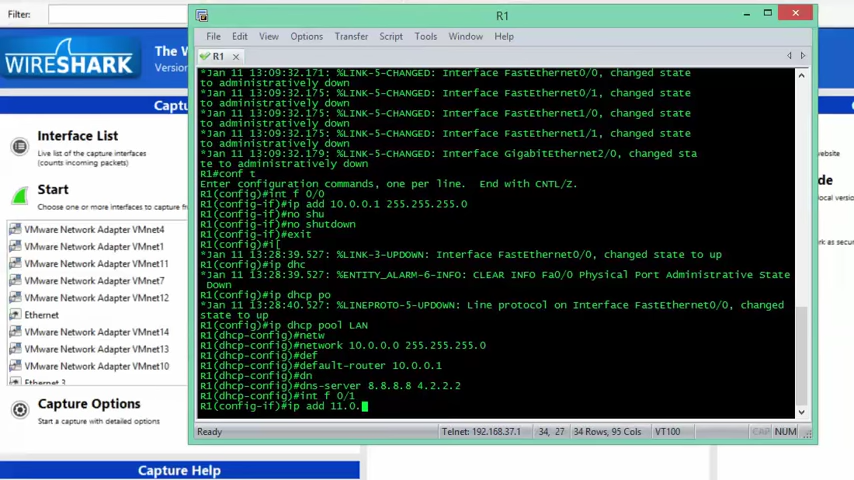 Filter:
R1
File Edit View Options Transfer Script Tools Window Help
R1
WIRESHARK
The W
Version
Capt
Interface List
Live list of the capture interfaces
(counts incoming packets)
Start
Choose one or more interfaces to capture from
VMware Network Adapter VMnet4
VMware Network Adapter VMnet1
VMware Network Adapter VMnet11
VMware Network Adapter VMnet7
VMware Network Adapter VMnet12
Ethernet
VMware Network Adapter VMnet14
VMware Network Adapter VMnet13
VMware Network Adapter VMnet10
Ethernet 3
Capture Options
Start a capture with detailed options
Capture Help
*Jan 11 13:09:32.171: %LINK-5-CHANGED: Interface FastEthernet0/0, changed state
to administratively down
*Jan 11 13:09:32.175: %LINK-5-CHANGED: Interface FastEthernet0/1, changed state
to administratively down
*Jan 11 13:09:32.175: %LINK-5-CHANGED: Interface FastEthernet1/0, changed state
to administratively down
*Jan 11 13:09:32.175: %LINK-5-CHANGED: Interface FastEthernet1/1, changed state
to administratively down
*Jan 11 13:09:32.179: %LINK-5-CHANGED: Interface GigabitEthernet2/0, changed sta
te to administratively down
R1#conf t
Enter configuration commands, one per line. End with CNTL/Z.
R1(config)#int f 0/0
R1(config-if)#ip add 10.0.0.1 255.255.255.0
R1(config-if)#no shu
R1(config-if)#no shutdown
R1(config-if)#exit
R1(config)#i[
*Jan 11 13:28:39.527: %LINK-3-UPDOWN: Interface FastEthernet0/0, changed state to up
R1(config)#ip dhc
*Jan 11 13:28:39.527: %ENTITY_ALARM-6-INFO: CLEAR INFO Fa0/0 Physical Port Administrative State
Down
R1(config)#ip dhcp po
*Jan 11 13:28:40.527: %LINEPROTO-5-UPDOWN: Line protocol on Interface FastEthernet0/0, changed
state to up
R1(config)#ip dhcp pool LAN
R1(dhcp-config)#netw
R1(dhcp-config)#network 10.0.0.0 255.255.255.0
R1(dhcp-config)#def
R1(dhcp-config)#default-router 10.0.0.1
R1(dhcp-config)#dn
R1(dhcp-config)#dns-server 8.8.8.8 4.2.2.2
R1(dhcp-config)#int f 0/1
R1(config-if)#ip add 11.0.
Ready Telnet: 192.168.37.1 34, 27 34 Rows, 95 Cols VT100 CAP NUM
website
de
local version
as secu